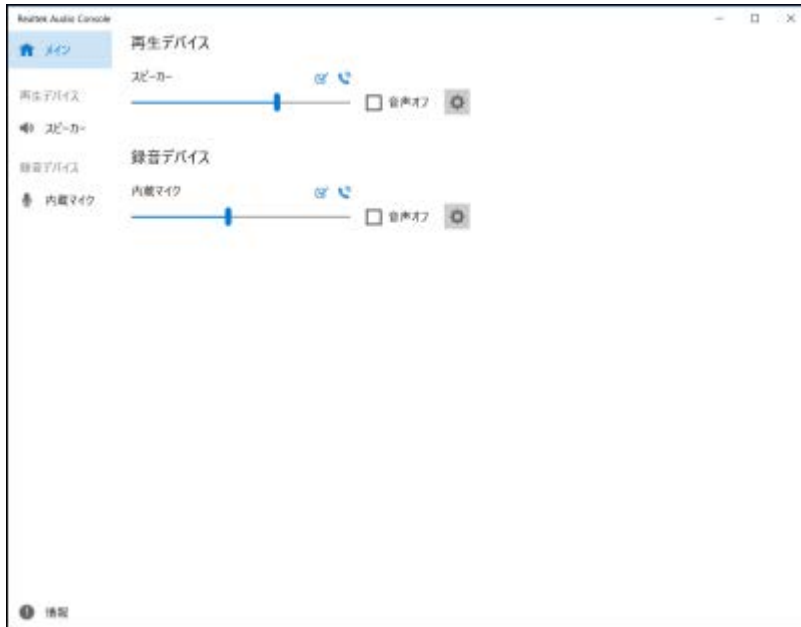 Realtek Audio Console
メイン
再生デバイス
スピーカー
録音デバイス
内蔵マイク
情報
再生デバイス
スピーカー
音声オフ
録音デバイス
内蔵マイク
音声オフ